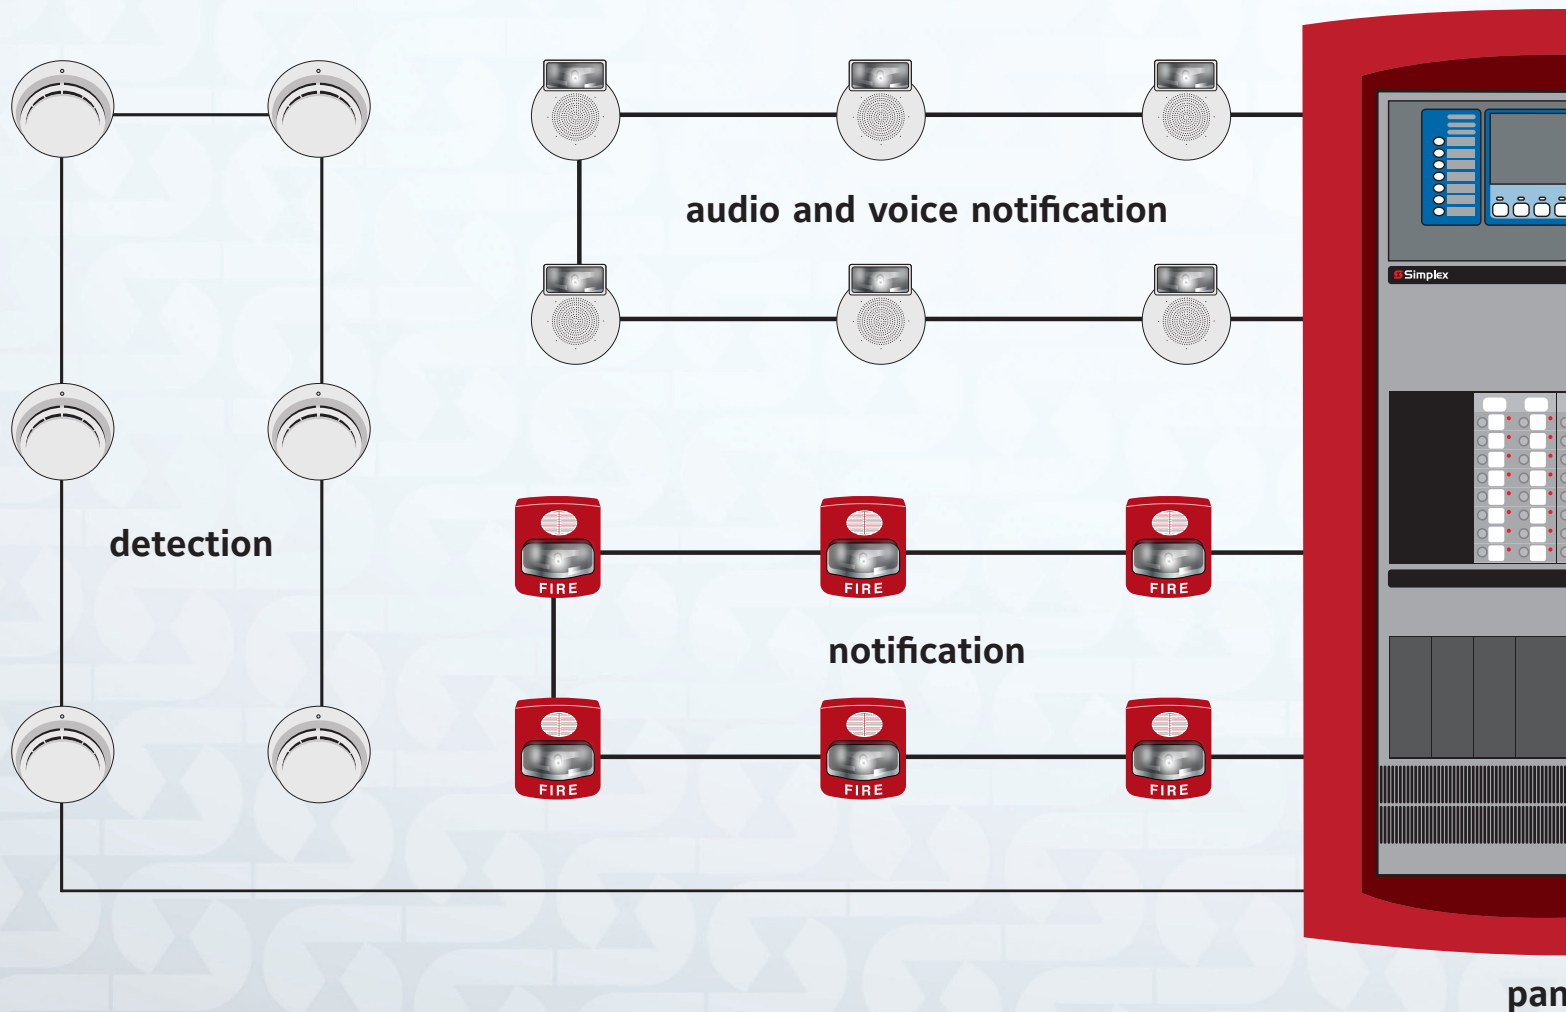 audio and voice notification
Simplex
detection
FIRE
FIRE
FIRE
notification
FIRE
FIRE
FIRE
pan